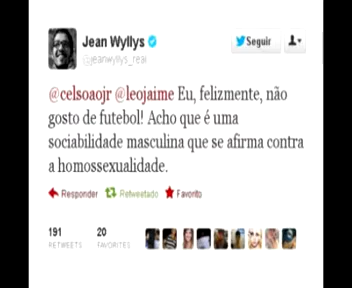 Jean Wyllys
Seguir
@jeanwyllys_real
@celsoaojr @leojaime Eu, felizmente, não
gosto de futebol! Acho que é uma
sociabilidade masculina que se afirma contra
a homossexualidade.
Responder Retweetado Favorito
191 20
RETWEETS FAVORITES